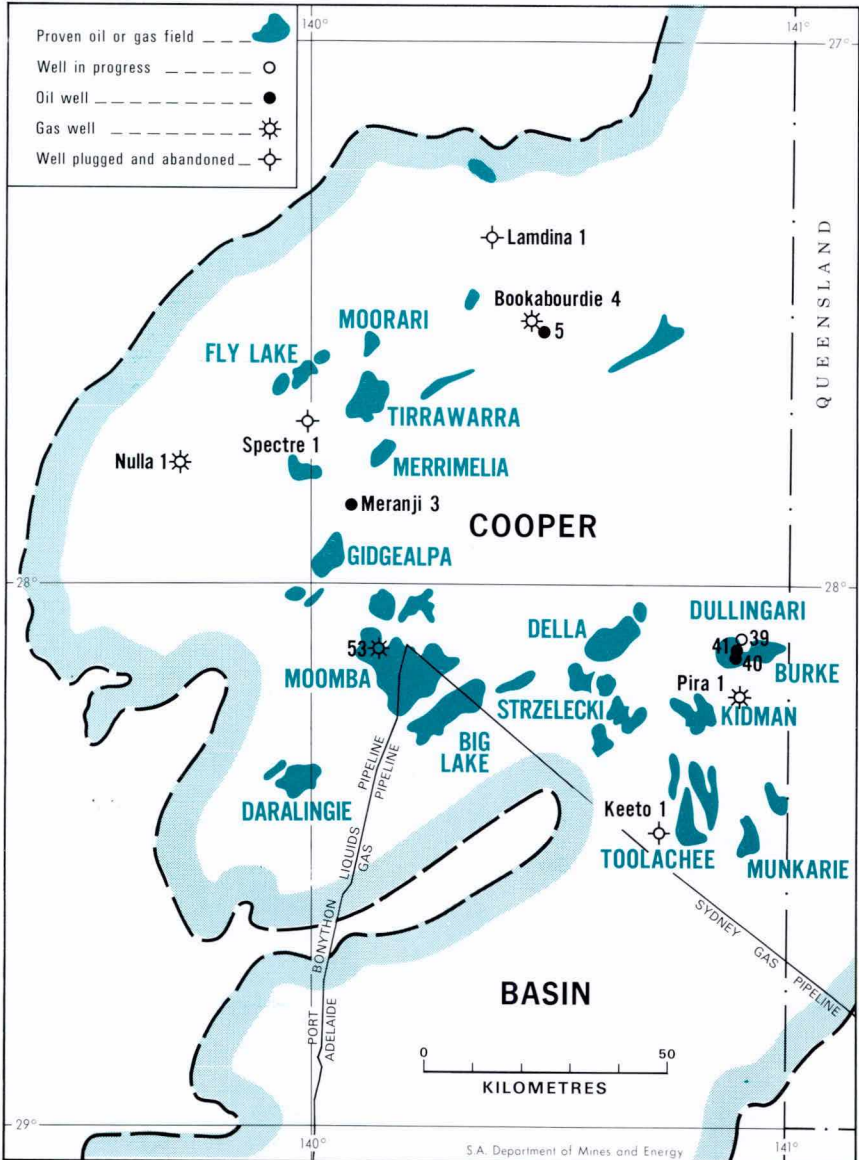 Proven oil or gas field
Well in progress
Oil well
Gas well
Well plugged and abandoned
140°
141°
27°
QUEENSLAND
Lamdina 1
Bookabourdie 4
5
MOORARI
FLY LAKE
TIRRAWARRA
Spectre 1
Nulla 1
MERRIMELIA
Meranji 3
COOPER
GIDGEALPA
28°
28°
DELLA
DULLINGARI
39
41
40
BURKE
53
MOOMBA
Pira 1
KIDMAN
STRZELECKI
BIG
LAKE
DARALINGIE
LIQUIDS PIPELINE
GAS PIPELINE
Keeto 1
TOOLACHEE
MUNKARIE
SYDNEY GAS PIPELINE
PORT BONYTHON
ADELAIDE
BASIN
0 50
KILOMETRES
29°
140°
141°
S.A. Department of Mines and Energy